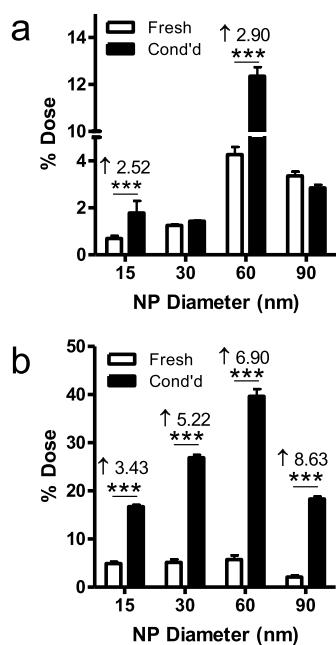 a
Fresh
Cond'd
↑ 2.90
***
↑ 2.52
***
% Dose
14
12
10
4
2
0
15 30 60 90
NP Diameter (nm)
b
Fresh
Cond'd
↑ 6.90
***
↑ 5.22
***
↑ 3.43
***
↑ 8.63
***
% Dose
50
40
30
20
10
0
15 30 60 90
NP Diameter (nm)